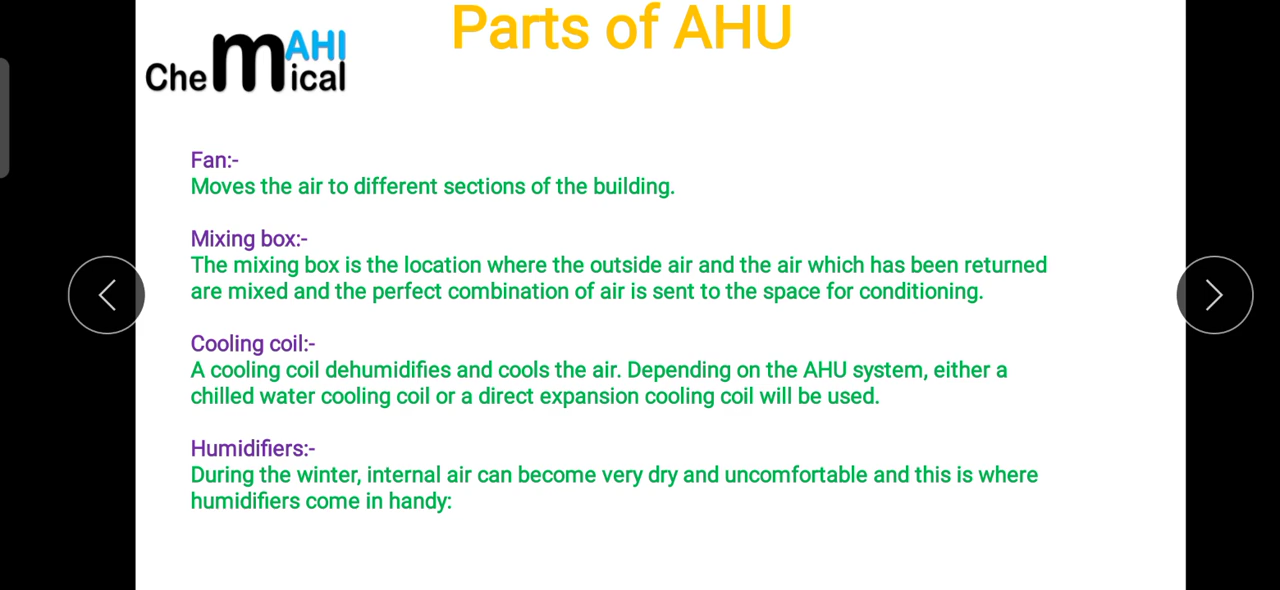 Parts of AHU
CheMical
MAHI
Fan:-
Moves the air to different sections of the building.
Mixing box:-
The mixing box is the location where the outside air and the air which has been returned
are mixed and the perfect combination of air is sent to the space for conditioning.
Cooling coil:-
A cooling coil dehumidifies and cools the air. Depending on the AHU system, either a
chilled water cooling coil or a direct expansion cooling coil will be used.
Humidifiers:-
During the winter, internal air can become very dry and uncomfortable and this is where
humidifiers come in handy: